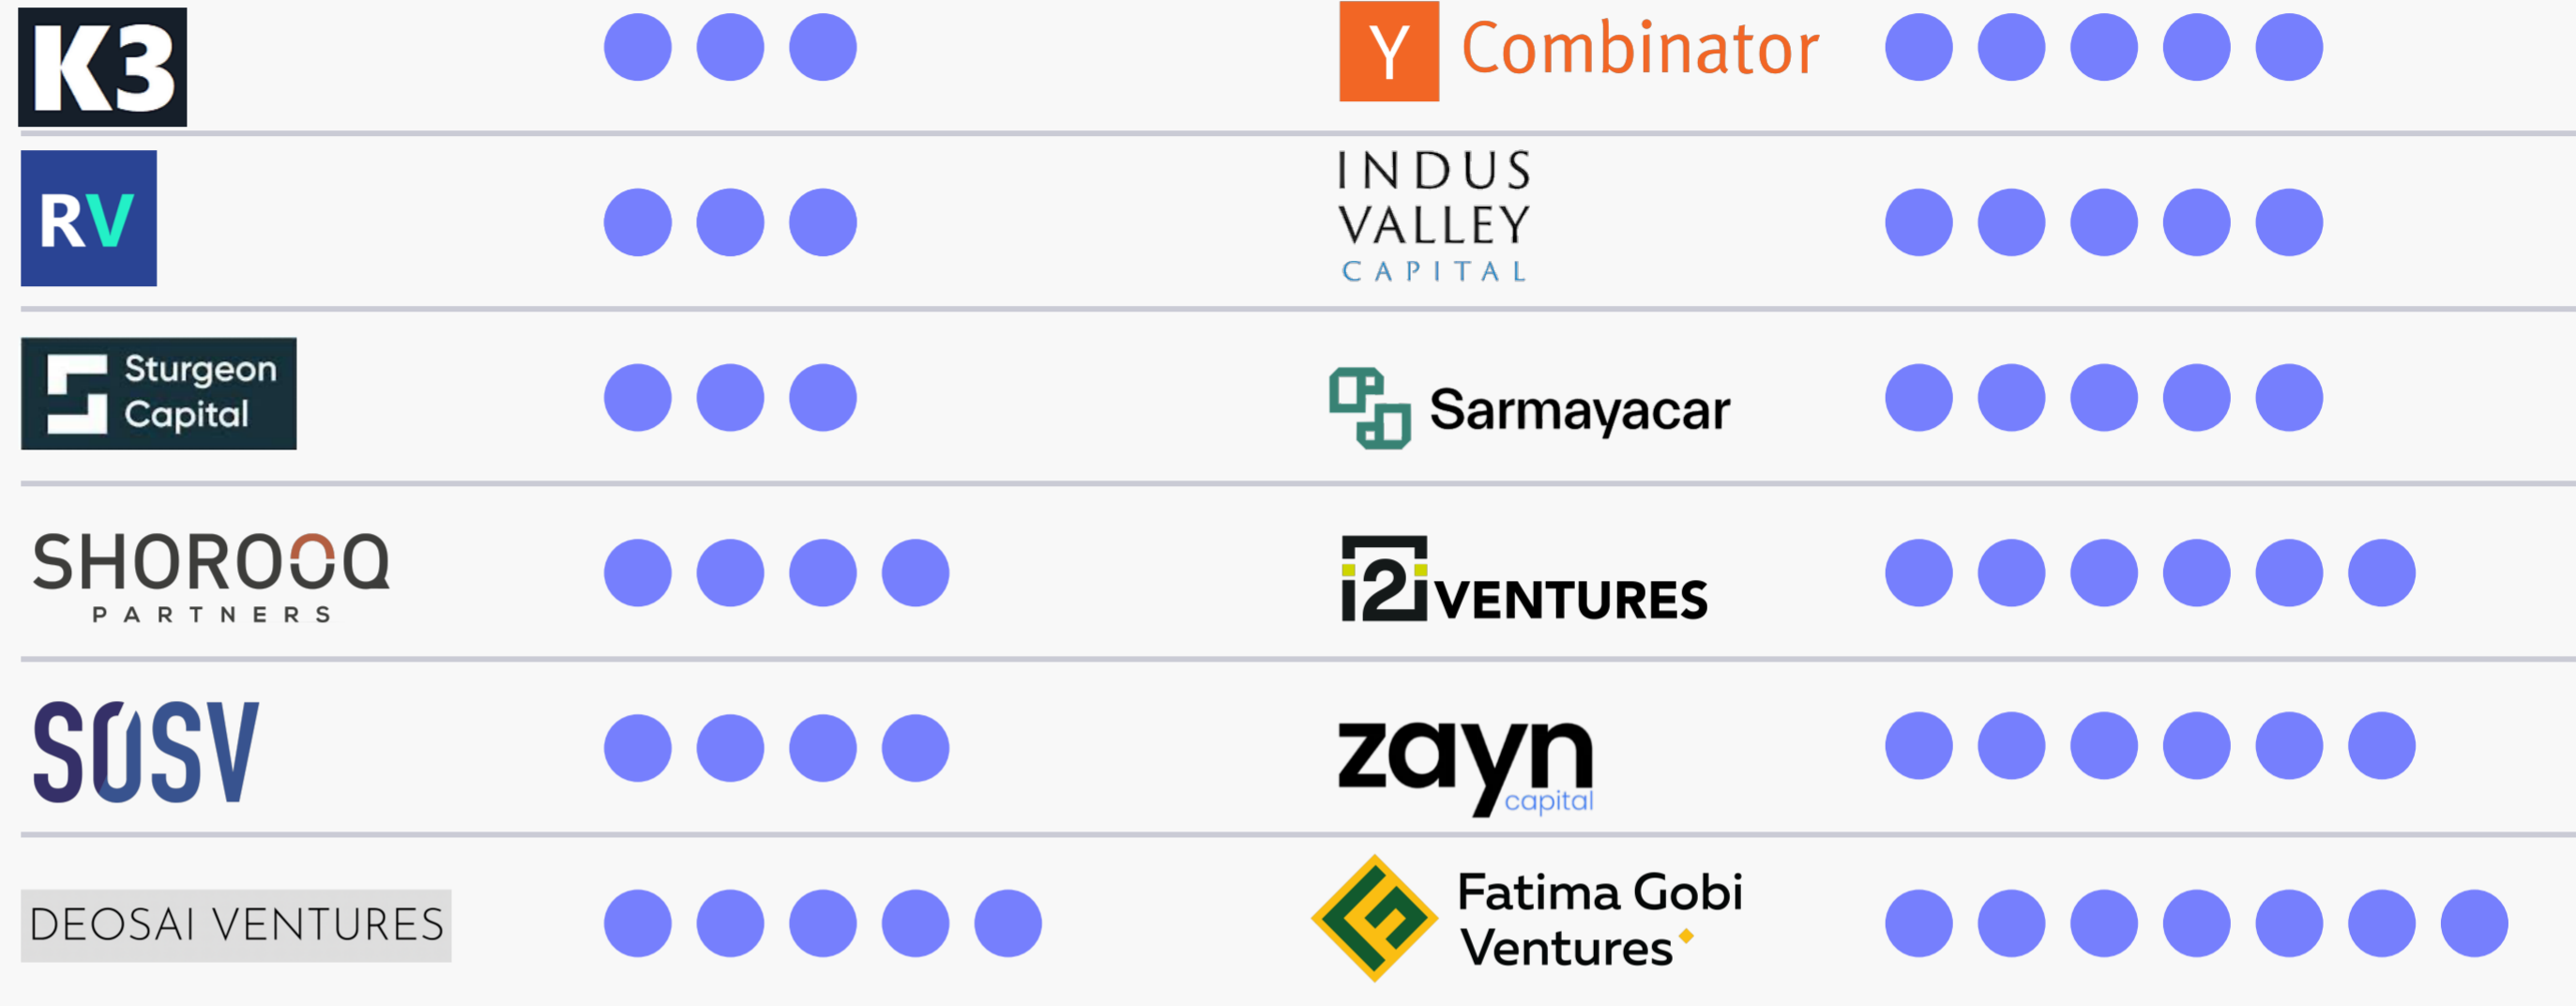 K3
Y Combinator
RV
INDUS
VALLEY
CAPITAL
Sturgeon
Capital
Sarmayacar
SHOROOQ
PARTNERS
i2i VENTURES
SOSV
zayn
capital
DEOSAI VENTURES
Fatima Gobi
Ventures